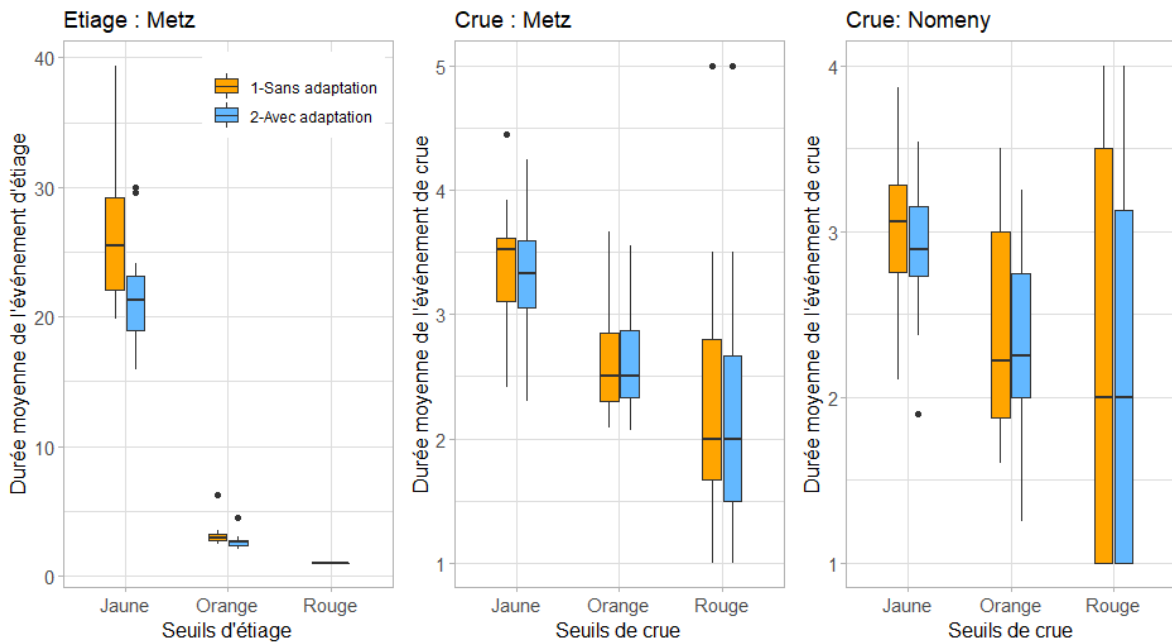 Etiage : Metz
Durée moyenne de l'événement d'étiage
40
30
20
10
0
1-Sans adaptation
2-Avec adaptation
Jaune Orange Rouge
Seuils d'étiage
Crue : Metz
Durée moyenne de l'événement de crue
5
4
3
2
1
Jaune Orange Rouge
Seuils de crue
Crue: Nomeny
Durée moyenne de l'événement de crue
4
3
2
1
Jaune Orange Rouge
Seuils de crue